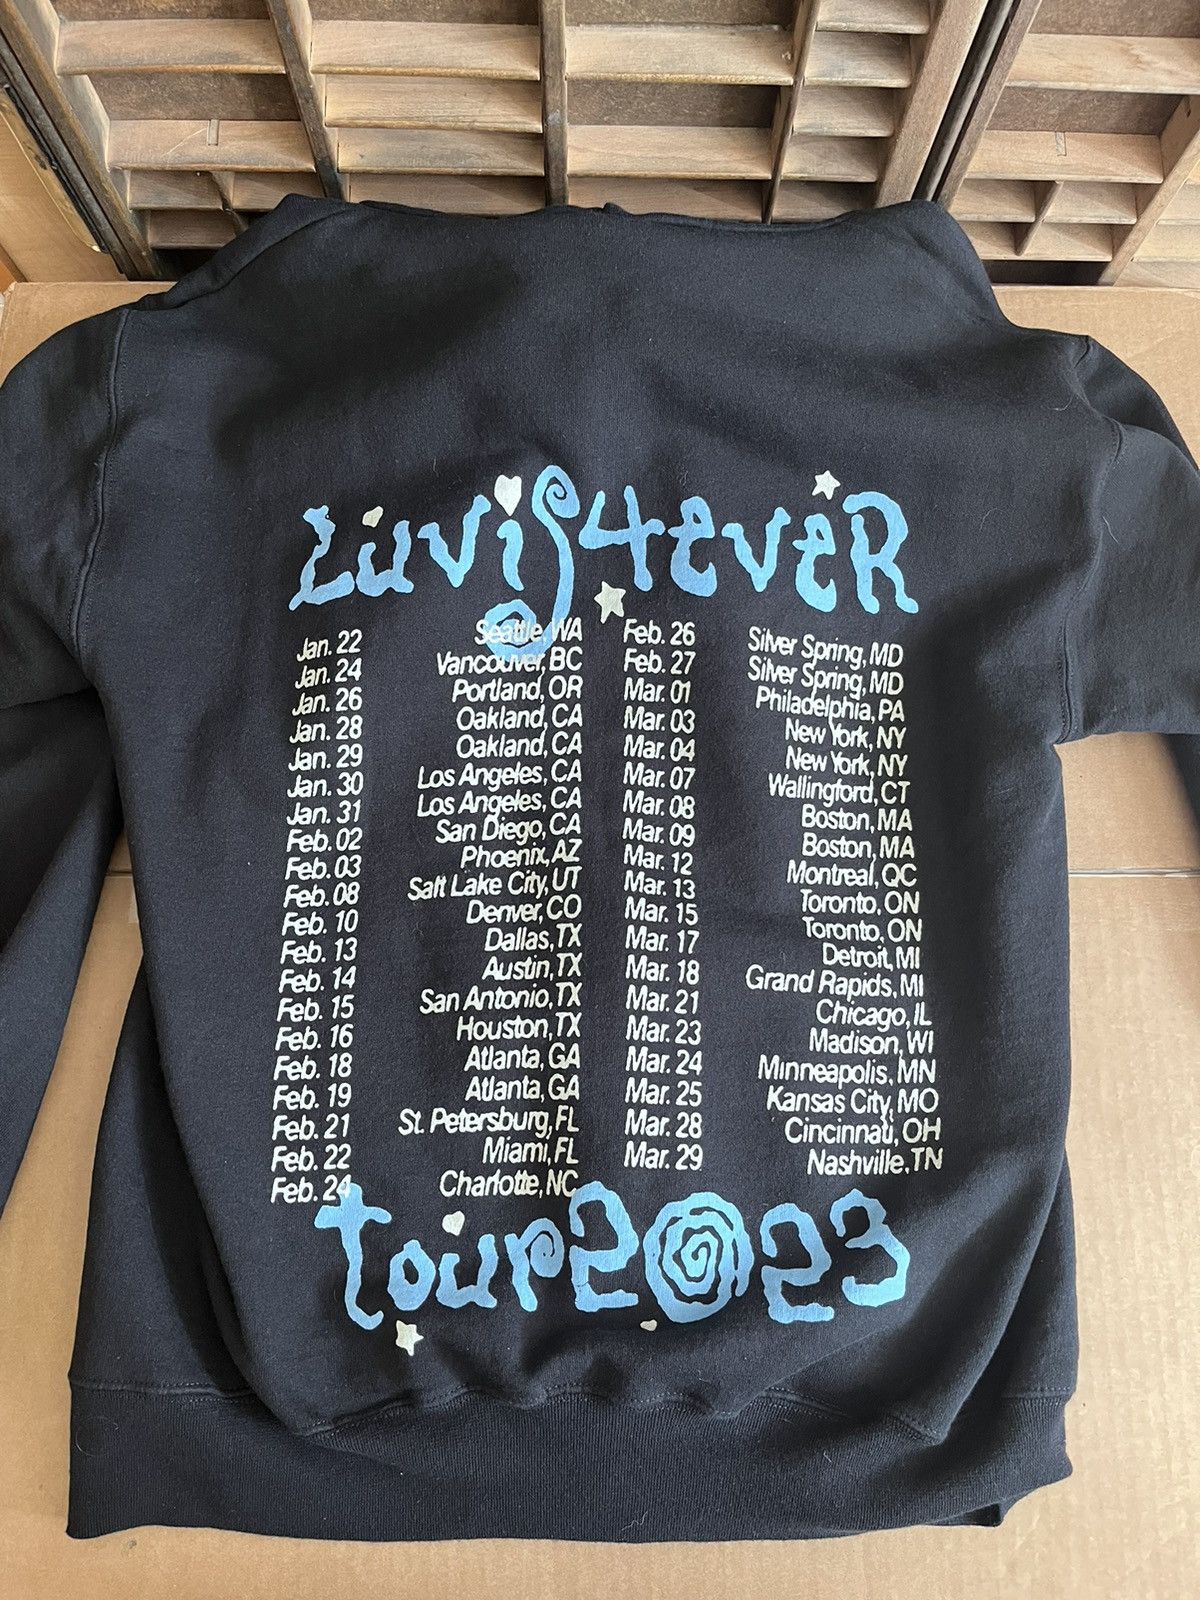 Luvis4eveR
Jan. 22 Seattle, WA
Jan. 24 Vancouver, BC
Jan. 26 Portland, OR
Jan. 28 Oakland, CA
Jan. 29 Oakland, CA
Jan. 30 Los Angeles, CA
Jan. 31 Los Angeles, CA
Feb. 02 San Diego, CA
Feb. 03 Phoenix, AZ
Feb. 08 Salt Lake City, UT
Feb. 10 Denver, CO
Feb. 13 Dallas, TX
Feb. 14 Austin, TX
Feb. 15 San Antonio, TX
Feb. 16 Houston, TX
Feb. 18 Atlanta, GA
Feb. 19 Atlanta, GA
Feb. 21 St. Petersburg, FL
Feb. 22 Miami, FL
Feb. 24 Charlotte, NC
Feb. 26 Silver Spring, MD
Feb. 27 Silver Spring, MD
Mar. 01 Philadelphia, PA
Mar. 03 New York, NY
Mar. 04 New York, NY
Mar. 07 Wallingford, CT
Mar. 08 Boston, MA
Mar. 09 Boston, MA
Mar. 12 Montreal, QC
Mar. 13 Toronto, ON
Mar. 15 Toronto, ON
Mar. 17 Detroit, MI
Mar. 18 Grand Rapids, MI
Mar. 21 Chicago, IL
Mar. 23 Madison, WI
Mar. 24 Minneapolis, MN
Mar. 25 Kansas City, MO
Mar. 28 Cincinnati, OH
Mar. 29 Nashville, TN
tour2023